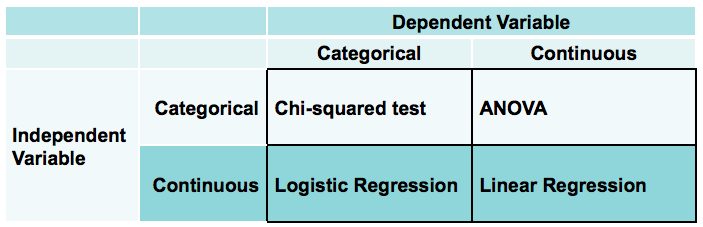 Dependent Variable
Categorical Continuous
Categorical Chi-squared test ANOVA
Independent
Variable
Continuous Logistic Regression Linear Regression